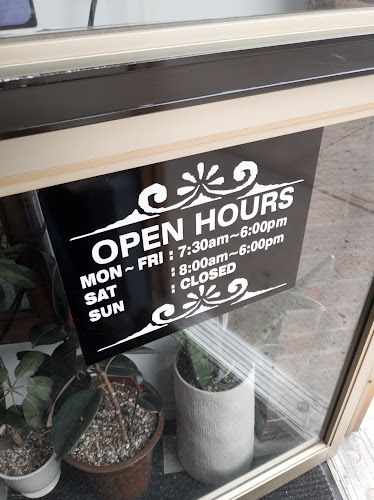 OPEN HOURS
MON ~ FRI : 7:30am~6:00pm
SAT : 8:00am~6:00pm
SUN : CLOSED